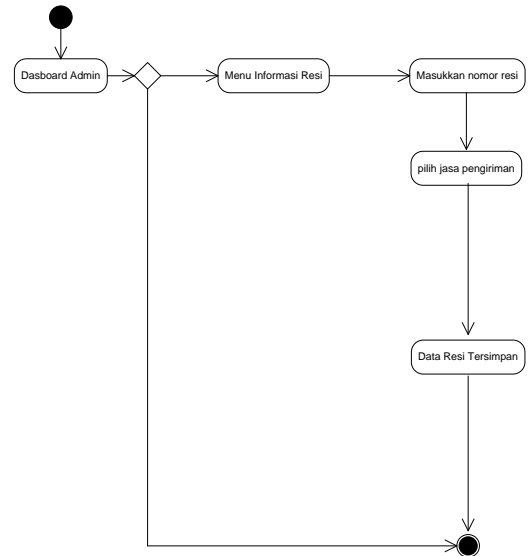 Dasboard Admin
Menu Informasi Resi
Masukkan nomor resi
pilih jasa pengiriman
Data Resi Tersimpan